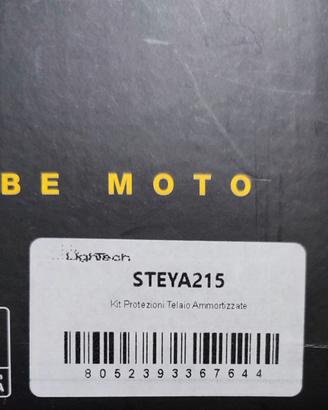 BE MOTO
LighTech
STEYA215
Kit Protezioni Telaio Ammortizzate
8052393367644
A